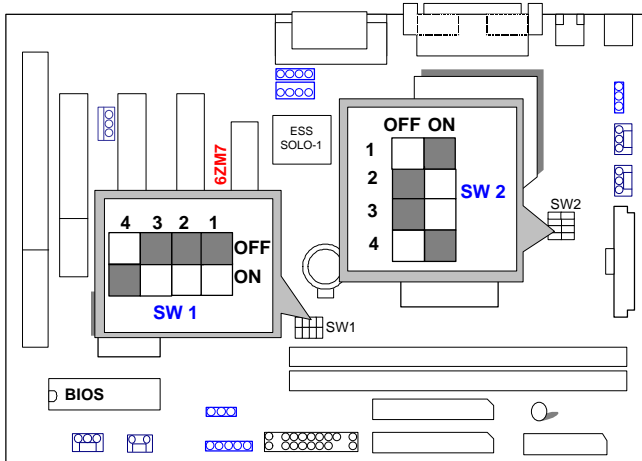 ESS
SOLO-1
6ZM7
OFF ON
1
2
3
4
SW 2
SW2
4 3 2 1
OFF
ON
SW 1
SW1
BIOS